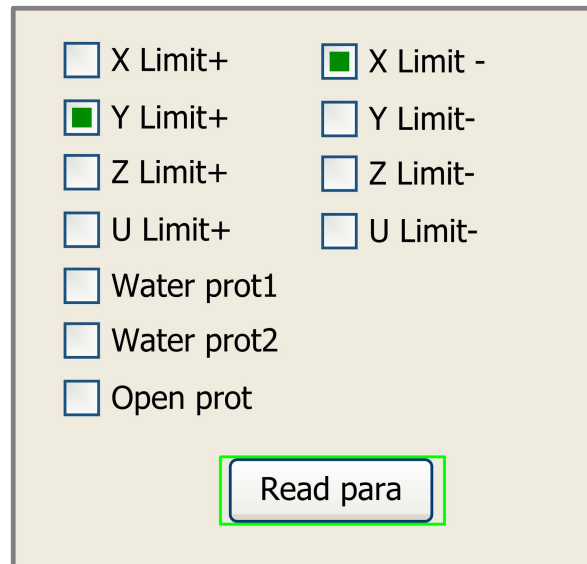 X Limit+ X Limit -
Y Limit+ Y Limit-
Z Limit+ Z Limit-
U Limit+ U Limit-
Water prot1
Water prot2
Open prot
Read para